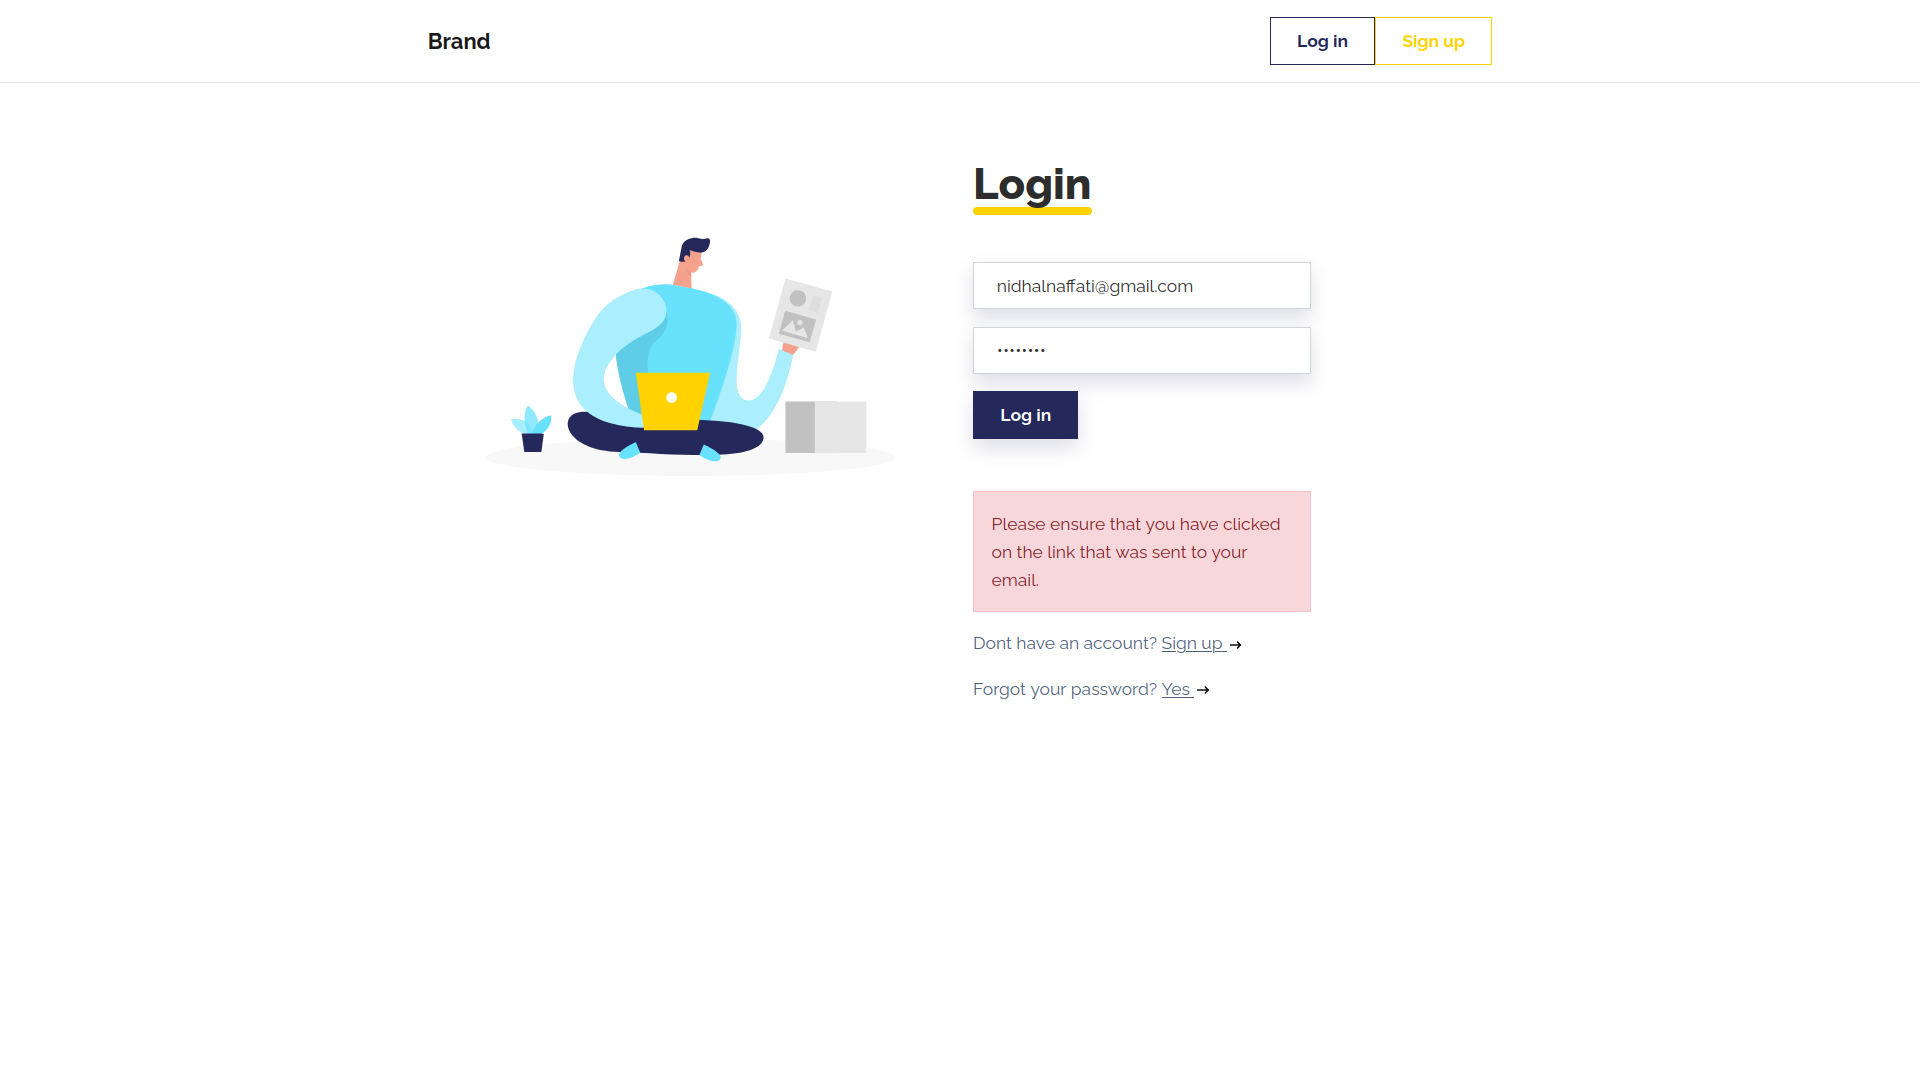 Brand
Log in
Sign up
Login
nidhalnaffati@gmail.com
••••••••
Log in
Please ensure that you have clicked
on the link that was sent to your
email.
Dont have an account? Sign up →
Forgot your password? Yes →